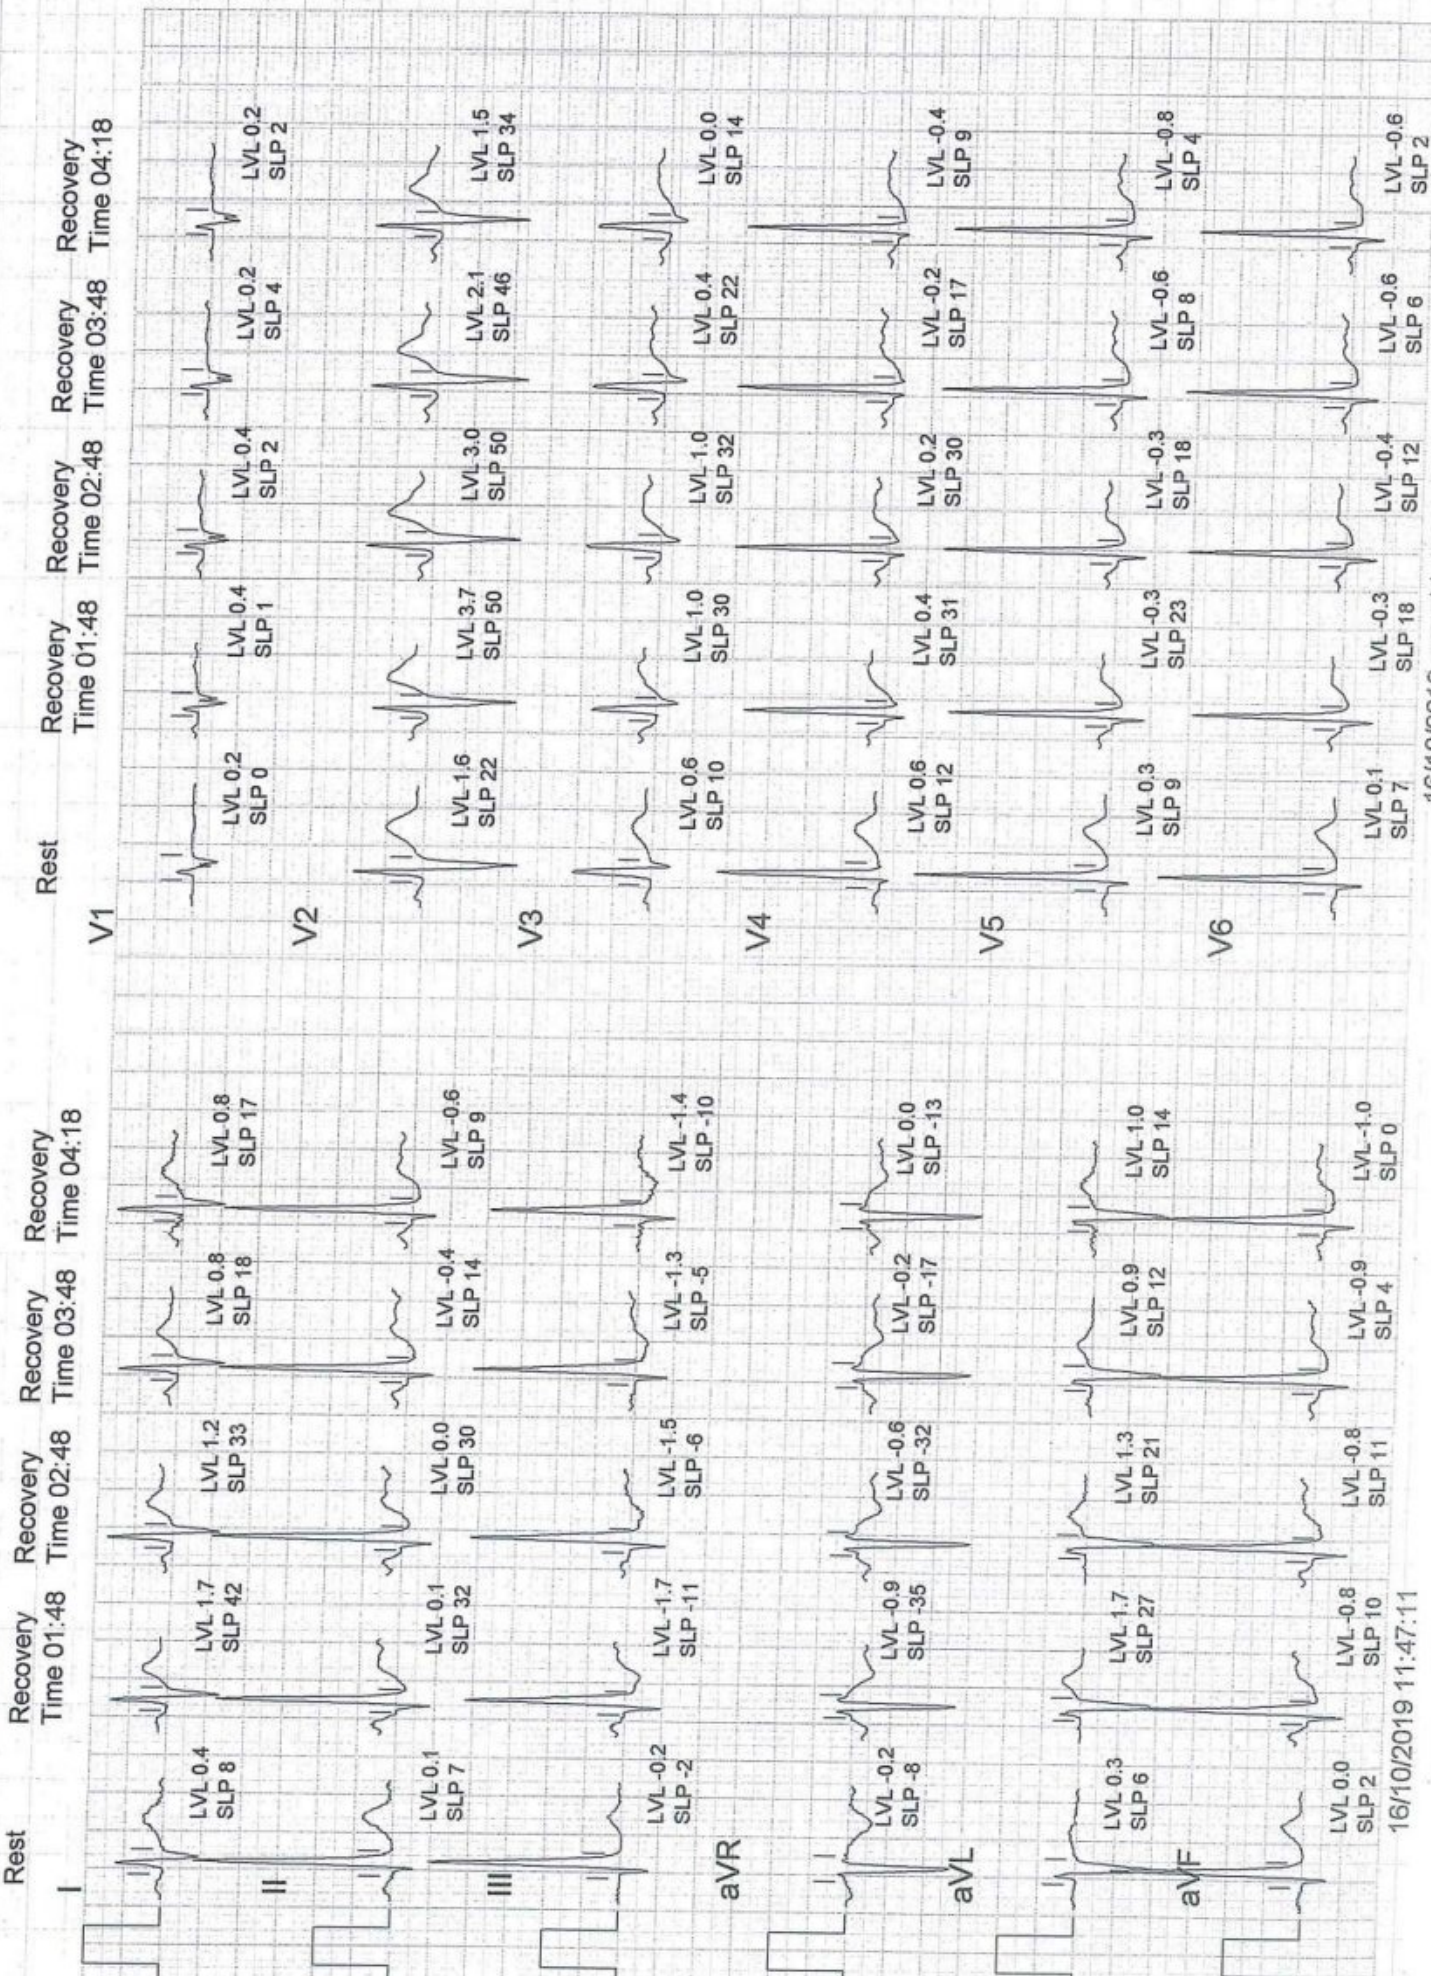 Rest
Recovery
Time 01:48
Recovery
Time 02:48
Recovery
Time 03:48
Recovery
Time 04:18
I
LVL 0.4
SLP 8
LVL 1.7
SLP 42
LVL 1.2
SLP 33
LVL 0.8
SLP 18
LVL 0.8
SLP 17
II
LVL 0.1
SLP 7
LVL 0.1
SLP 32
LVL 0.0
SLP 30
LVL -0.4
SLP 14
LVL -0.6
SLP 9
III
LVL -0.2
SLP -2
LVL -1.7
SLP -11
LVL -1.5
SLP -6
LVL -1.3
SLP -5
LVL -1.4
SLP -10
aVR
LVL -0.2
SLP -8
LVL -0.9
SLP -35
LVL -0.6
SLP -32
LVL -0.2
SLP -17
LVL 0.0
SLP -13
aVL
LVL 0.3
SLP 6
LVL 1.7
SLP 27
LVL 1.3
SLP 21
LVL 0.9
SLP 12
LVL 1.0
SLP 14
aVF
LVL 0.0
SLP 2
LVL -0.8
SLP 10
LVL -0.8
SLP 11
LVL -0.9
SLP 4
LVL -1.0
SLP 0
16/10/2019 11:47:11
Rest
Recovery
Time 01:48
Recovery
Time 02:48
Recovery
Time 03:48
Recovery
Time 04:18
V1
LVL 0.2
SLP 0
LVL 0.4
SLP 1
LVL 0.4
SLP 2
LVL 0.2
SLP 4
LVL 0.2
SLP 2
V2
LVL 1.6
SLP 22
LVL 3.7
SLP 50
LVL 3.0
SLP 50
LVL 2.1
SLP 46
LVL 1.5
SLP 34
V3
LVL 0.6
SLP 10
LVL 1.0
SLP 30
LVL 1.0
SLP 32
LVL 0.4
SLP 22
LVL 0.0
SLP 14
V4
LVL 0.6
SLP 12
LVL 0.4
SLP 31
LVL 0.2
SLP 30
LVL -0.2
SLP 17
LVL -0.4
SLP 9
V5
LVL 0.3
SLP 9
LVL -0.3
SLP 23
LVL -0.3
SLP 18
LVL -0.6
SLP 8
LVL -0.8
SLP 4
V6
LVL 0.1
SLP 7
LVL -0.3
SLP 18
LVL -0.4
SLP 12
LVL -0.6
SLP 6
LVL -0.6
SLP 2